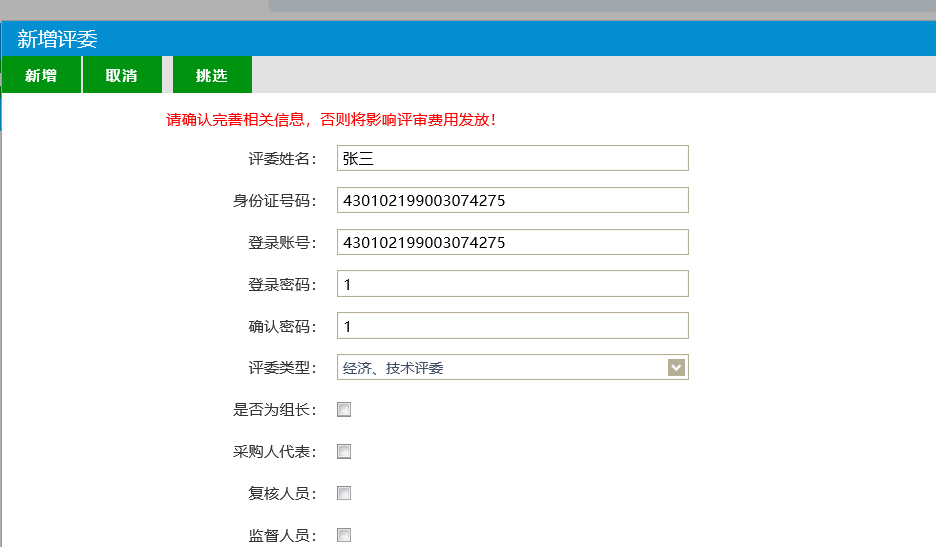 新增评委
新增 取消 挑选
请确认完善相关信息，否则将影响评审费用发放！
评委姓名： 张三
身份证号码： 430102199003074275
登录账号： 430102199003074275
登录密码： 1
确认密码： 1
评委类型： 经济、技术评委
是否为组长：
采购人代表：
复核人员：
监督人员：